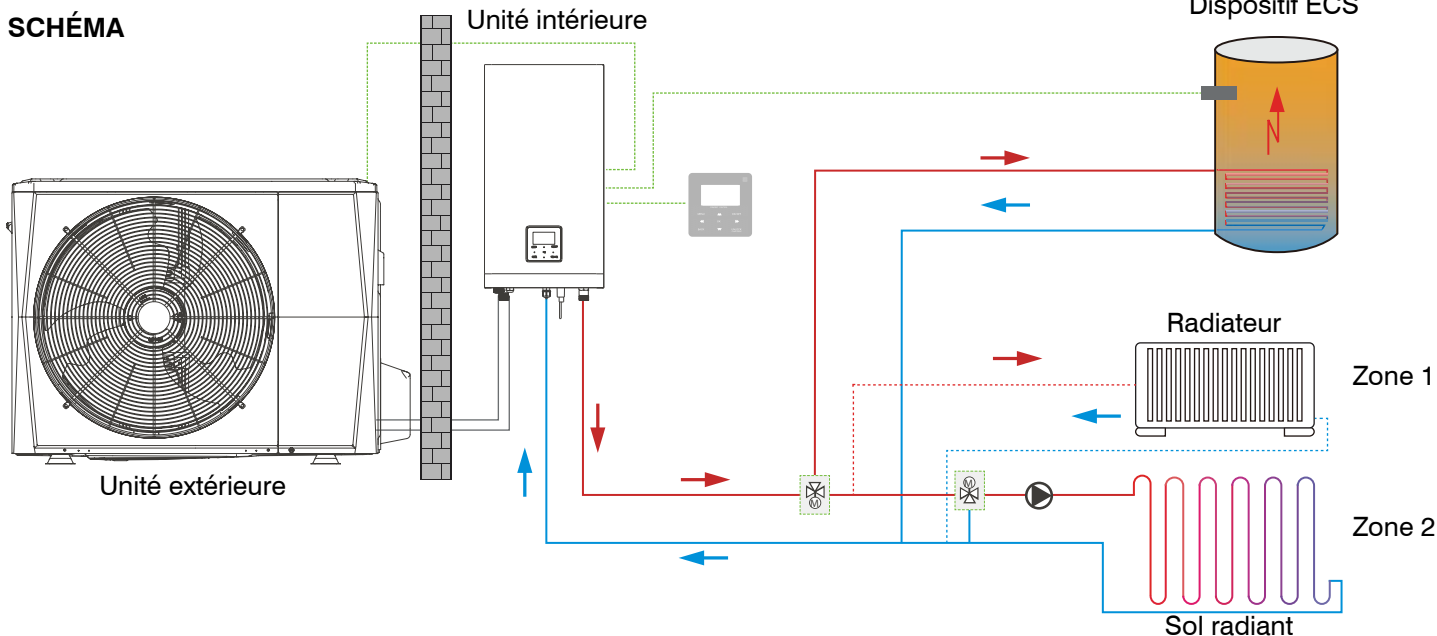 SCHÉMA
Unité intérieure
Dispositif ECS
Radiateur
Zone 1
Unité extérieure
M
M
Zone 2
Sol radiant